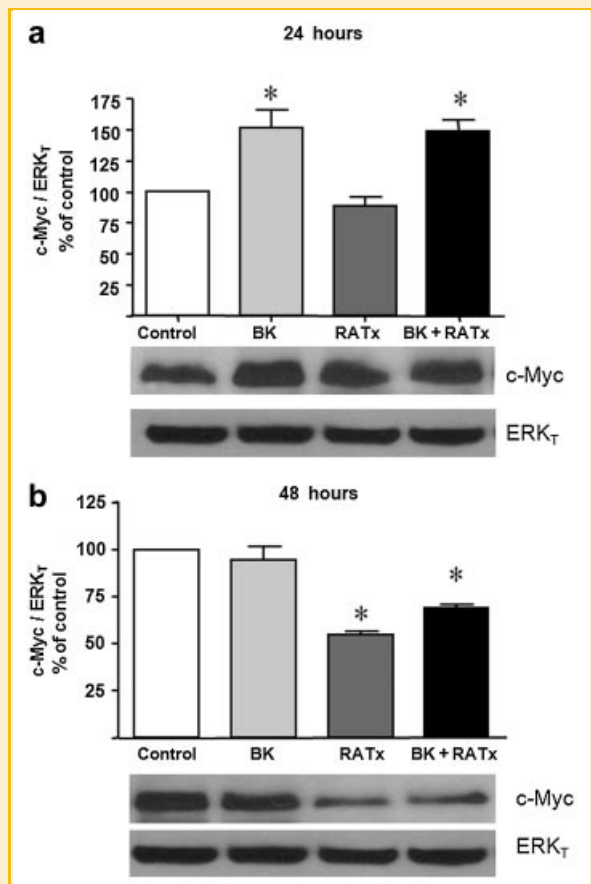 a
24 hours
c-Myc / ERKT
% of control
175
150
125
100
75
50
25
* *
Control BK RATx BK + RATx
c-Myc
ERKT
b
48 hours
c-Myc / ERKT
% of control
125
100
75
50
25
* *
Control BK RATx BK + RATx
c-Myc
ERKT